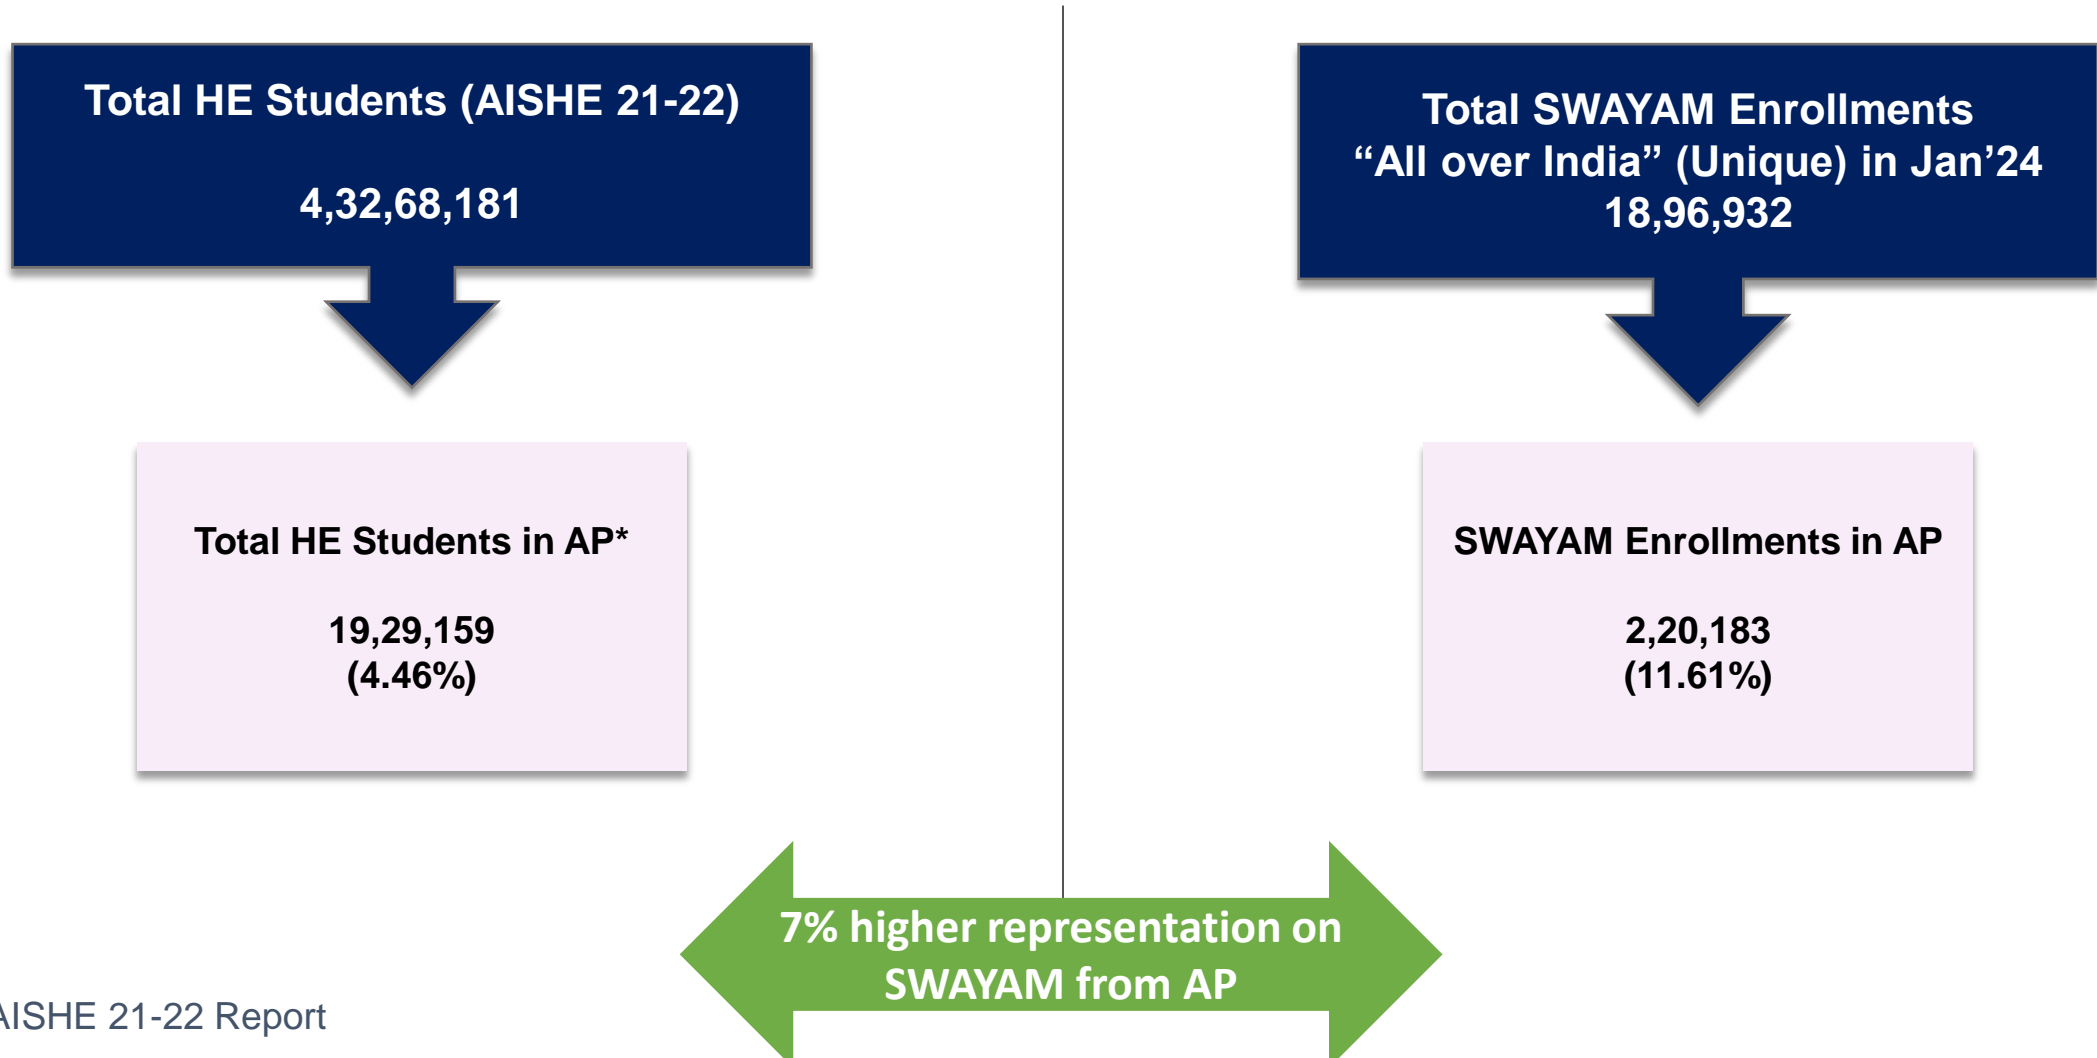 Total HE Students (AISHE 21-22)
4,32,68,181
Total HE Students in AP*
19,29,159
(4.46%)
Total SWAYAM Enrollments
“All over India” (Unique) in Jan’24
18,96,932
SWAYAM Enrollments in AP
2,20,183
(11.61%)
7% higher representation on
SWAYAM from AP
AISHE 21-22 Report